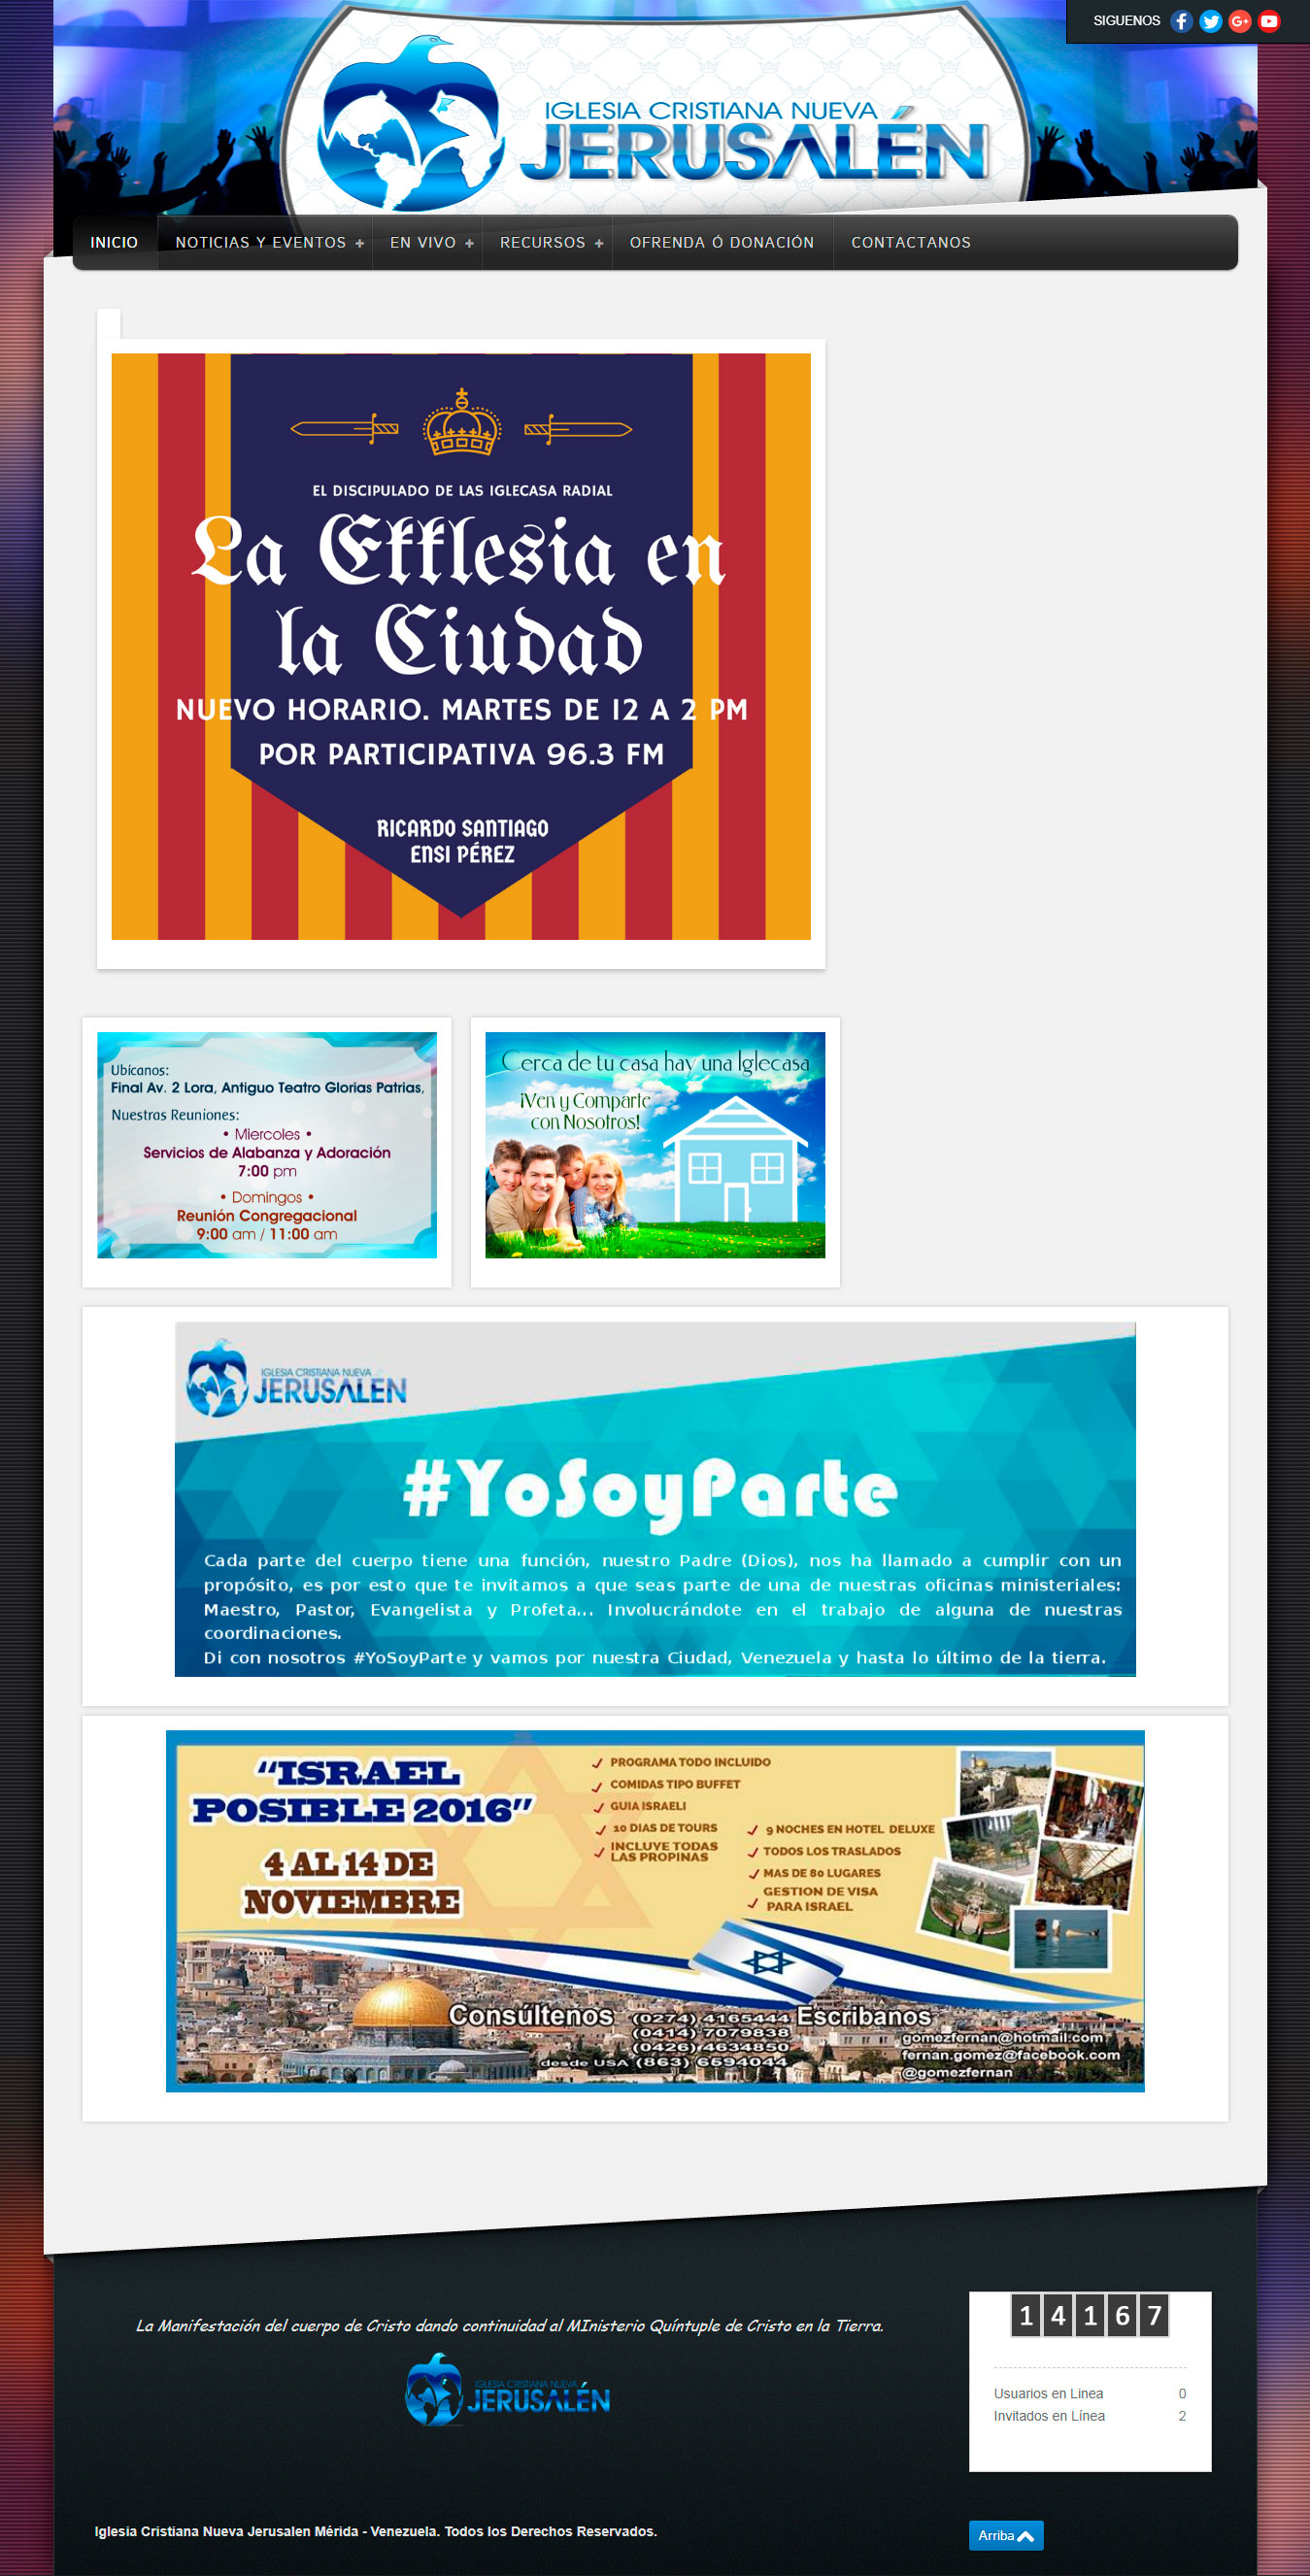 SIGUENOS
IGLESIA CRISTIANA NUEVA
JERUSALÉN
INICIO
NOTICIAS Y EVENTOS
EN VIVO
RECURSOS
OFRENDA Ó DONACIÓN
CONTACTANOS
EL DISCIPULADO DE LAS IGLECASA RADIAL
La Ekklesia en
la Ciudad
NUEVO HORARIO. MARTES DE 12 A 2 PM
POR PARTICIPATIVA 96.3 FM
RICARDO SANTIAGO
ENSI PÉREZ
Ubícanos:
Final Av. 2 Lora, Antiguo Teatro Glorias Patrias,
Nuestras Reuniones:
• Miercoles •
Servicios de Alabanza y Adoración
7:00 pm
• Domingos •
Reunión Congregacional
9:00 am / 11:00 am
Cerca de tu casa hay una Iglecasa
¡Ven y Comparte
con Nosotros!
IGLESIA CRISTIANA NUEVA
JERUSALÉN
#YoSoyParte
Cada parte del cuerpo tiene una función, nuestro Padre (Dios), nos ha llamado a cumplir con un
propósito, es por esto que te invitamos a que seas parte de una de nuestras oficinas ministeriales:
Maestro, Pastor, Evangelista y Profeta... Involucrándote en el trabajo de alguna de nuestras
coordinaciones.
Di con nosotros #YoSoyParte y vamos por nuestra Ciudad, Venezuela y hasta lo último de la tierra.
“ISRAEL
POSIBLE 2016”
4 AL 14 DE
NOVIEMBRE
PROGRAMA TODO INCLUIDO
COMIDAS TIPO BUFFET
GUIA ISRAELI
10 DIAS DE TOURS
INCLUYE TODAS
LAS PROPINAS
9 NOCHES EN HOTEL DELUXE
TODOS LOS TRASLADOS
MAS DE 80 LUGARES
GESTION DE VISA
PARA ISRAEL
Consúltenos
(0274) 4165444
(0414) 7079838
(0426) 4634850
desde USA (863) 6594044
Escribanos
gomezfernan@hotmail.com
fernan.gomez@facebook.com
@gomezfernan
La Manifestación del cuerpo de Cristo dando continuidad al MInisterio Quíntuple de Cristo en la Tierra.
IGLESIA CRISTIANA NUEVA
JERUSALÉN
14167
Usuarios en Linea 0
Invitados en Línea 2
Iglesia Cristiana Nueva Jerusalen Mérida - Venezuela. Todos los Derechos Reservados.
Arriba